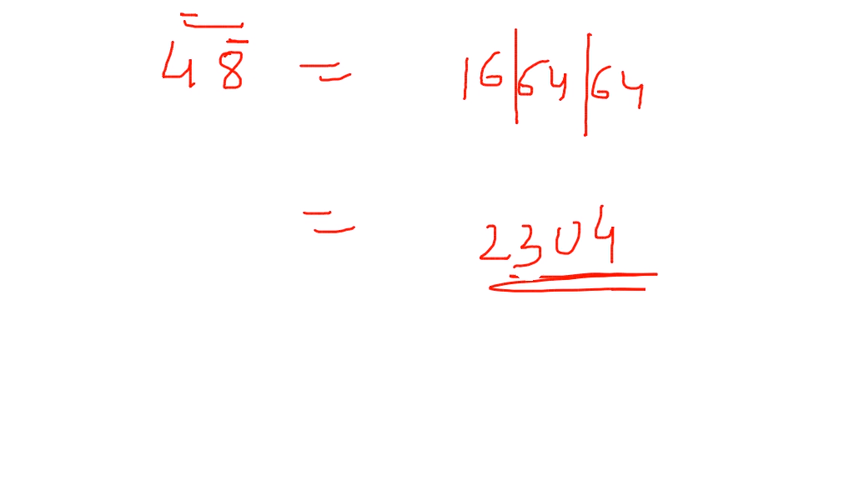 48 = 16|64|64
= 2304